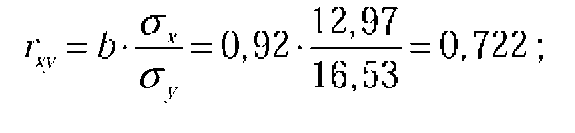 r_xy = b · σ_x / σ_y = 0,92 · 12,97 / 16,53 = 0,722 ;